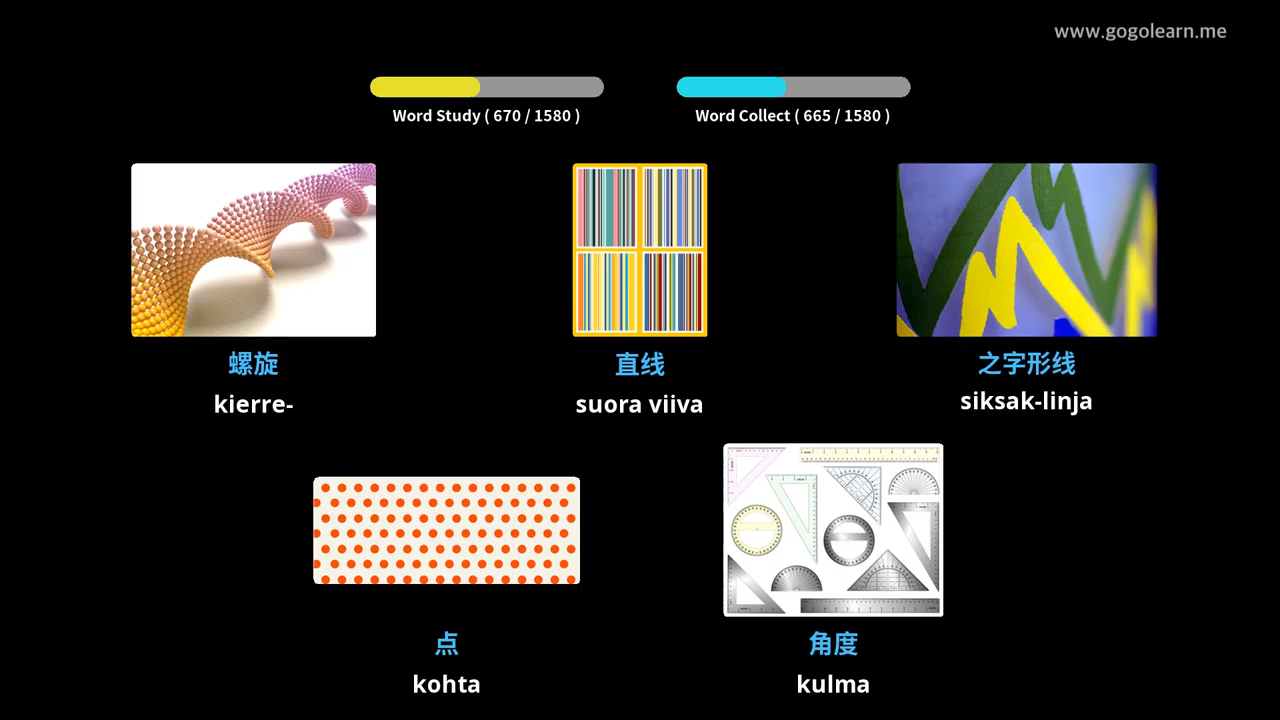 www.gogolearn.me
Word Study ( 670 / 1580 )
Word Collect ( 665 / 1580 )
螺旋
kierre-
直线
suora viiva
之字形线
siksak-linja
点
kohta
角度
kulma